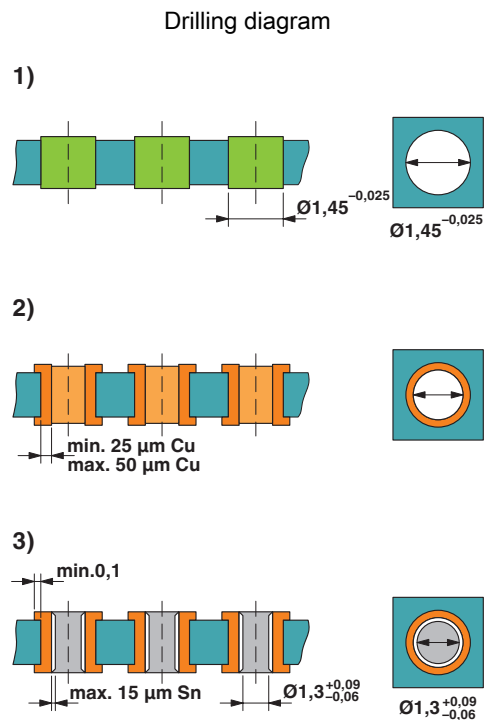 Drilling diagram
1)
Ø1,45 –0,025
Ø1,45 –0,025
2)
min. 25 µm Cu
max. 50 µm Cu
3)
min.0,1
max. 15 µm Sn
Ø1,3 +0,09 –0,06
Ø1,3 +0,09 –0,06